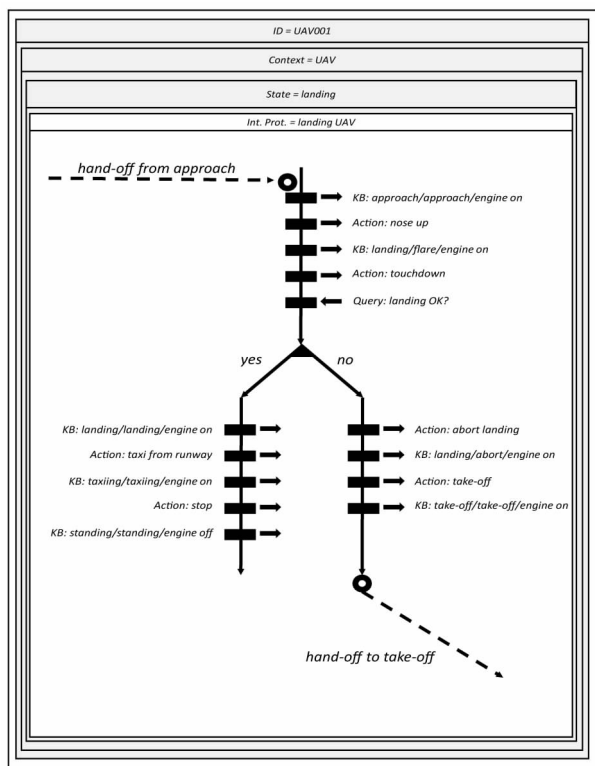 ID = UAV001
Context = UAV
State = landing
Int. Prot. = landing UAV
hand-off from approach
KB: approach/approach/engine on
Action: nose up
KB: landing/flare/engine on
Action: touchdown
Query: landing OK?
yes
no
KB: landing/landing/engine on
Action: taxi from runway
KB: taxiing/taxiing/engine on
Action: stop
KB: standing/standing/engine off
Action: abort landing
KB: landing/abort/engine on
Action: take-off
KB: take-off/take-off/engine on
hand-off to take-off